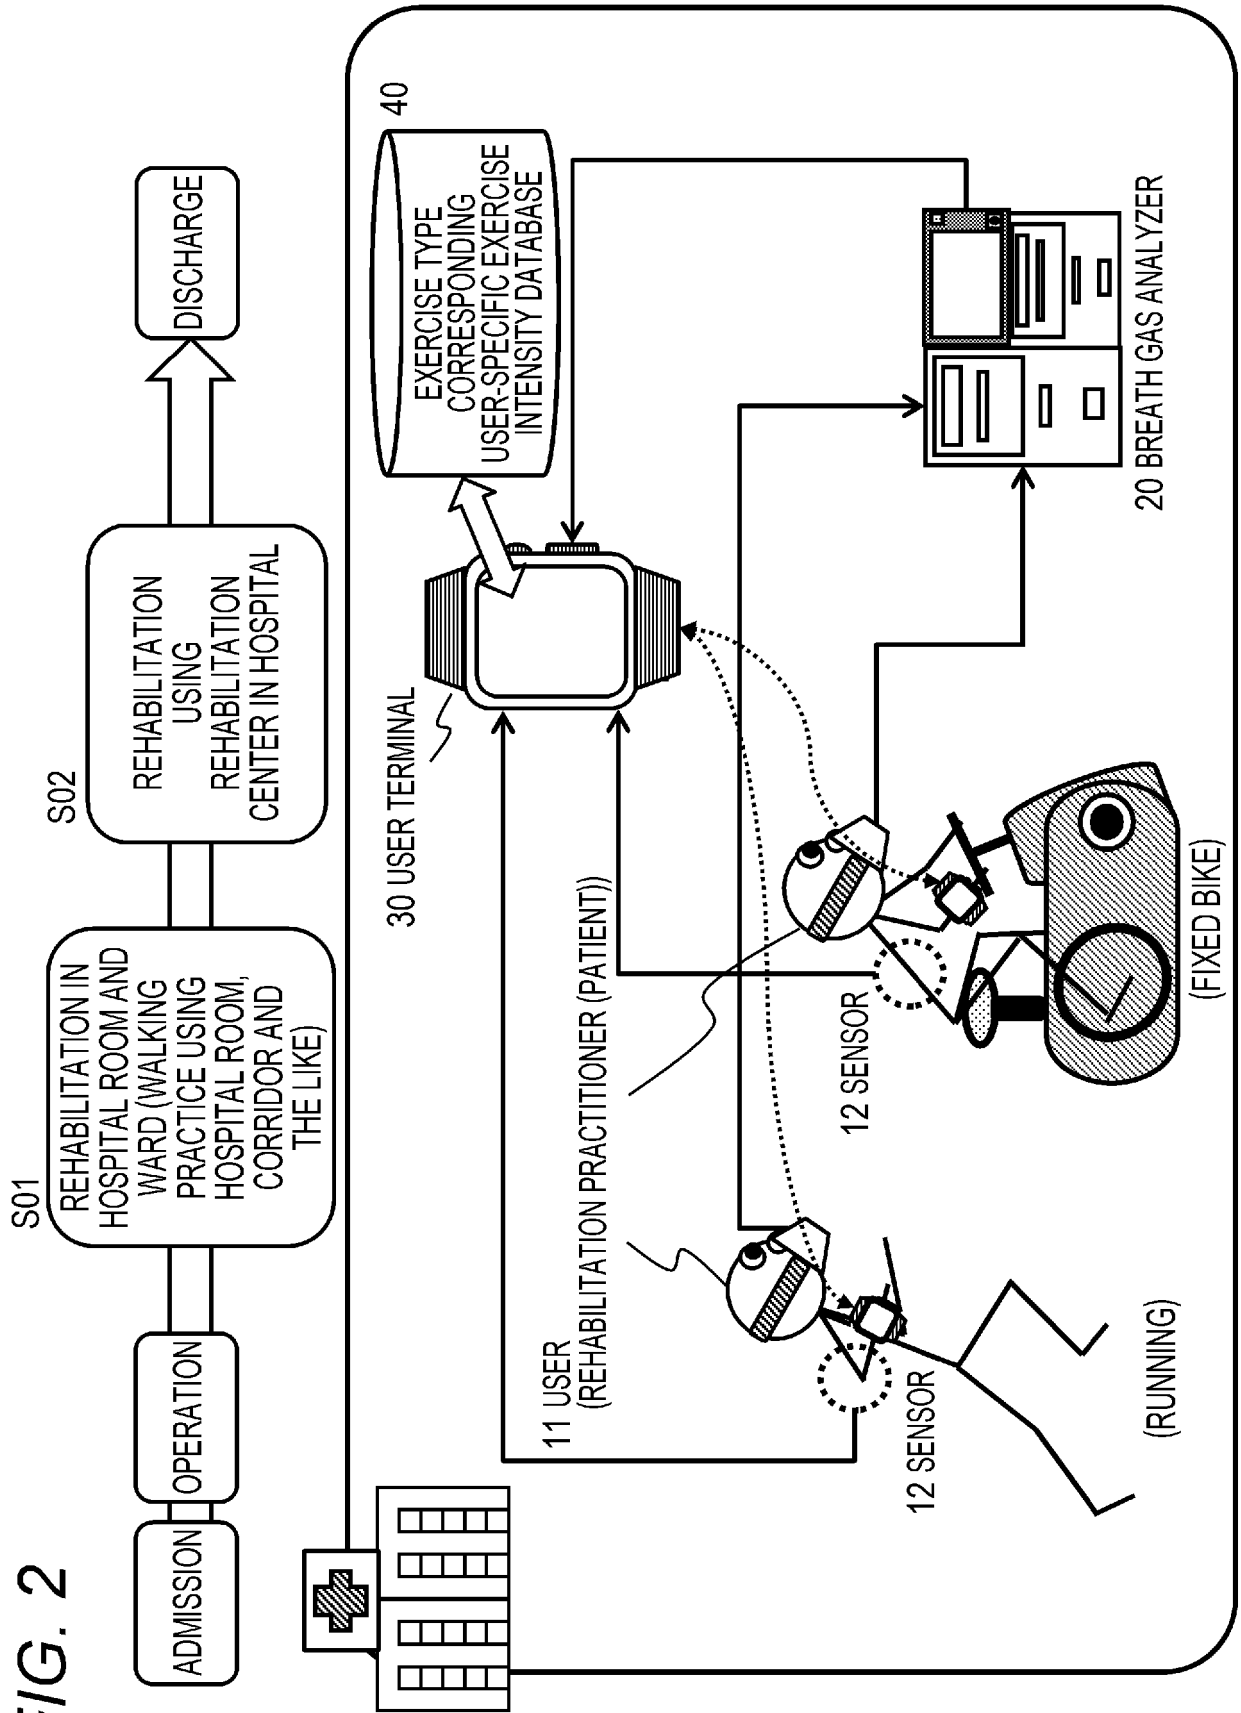 FIG. 2
ADMISSION
OPERATION
S01
REHABILITATION IN
HOSPITAL ROOM AND
WARD (WALKING
PRACTICE USING
HOSPITAL ROOM,
CORRIDOR AND
THE LIKE)
S02
REHABILITATION
USING
REHABILITATION
CENTER IN HOSPITAL
DISCHARGE
40
EXERCISE TYPE
CORRESPONDING
USER-SPECIFIC EXERCISE
INTENSITY DATABASE
30 USER TERMINAL
11 USER
(REHABILITATION PRACTITIONER (PATIENT))
12 SENSOR
(RUNNING)
12 SENSOR
(FIXED BIKE)
20 BREATH GAS ANALYZER